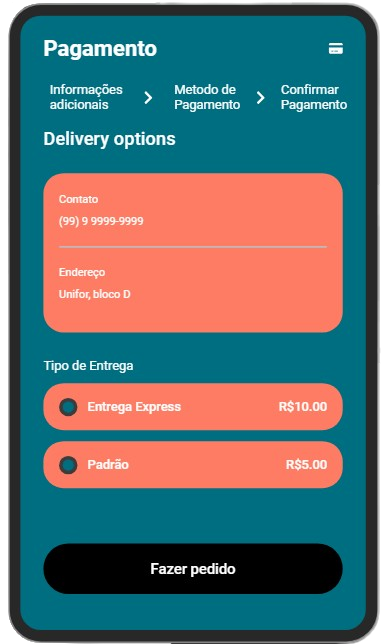 Pagamento
Informações
adicionais
Metodo de
Pagamento
Confirmar
Pagamento
Delivery options
Contato
(99) 9 9999-9999
Endereço
Unifor, bloco D
Tipo de Entrega
Entrega Express R$10.00
Padrão R$5.00
Fazer pedido